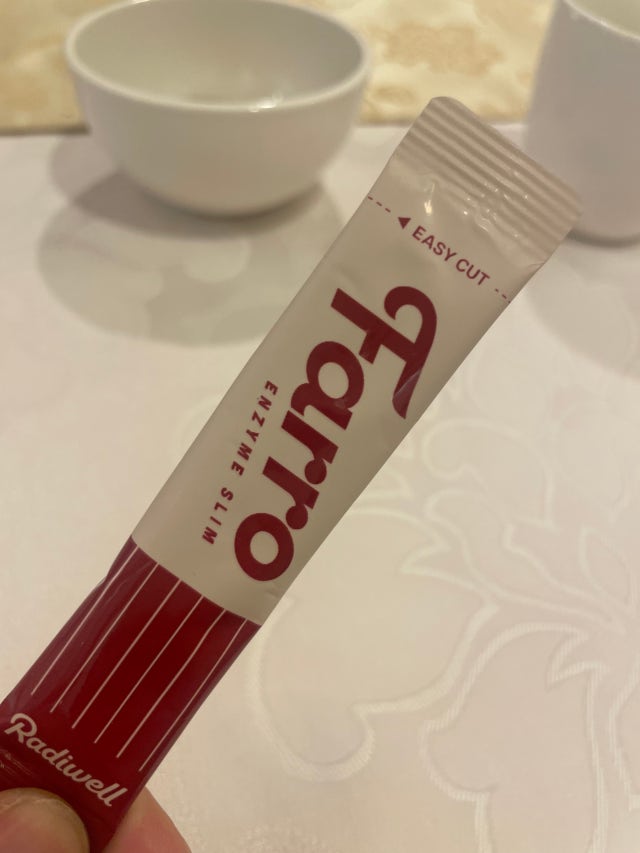 EASY CUT
Farro
ENZYME SLIM
Radiwell